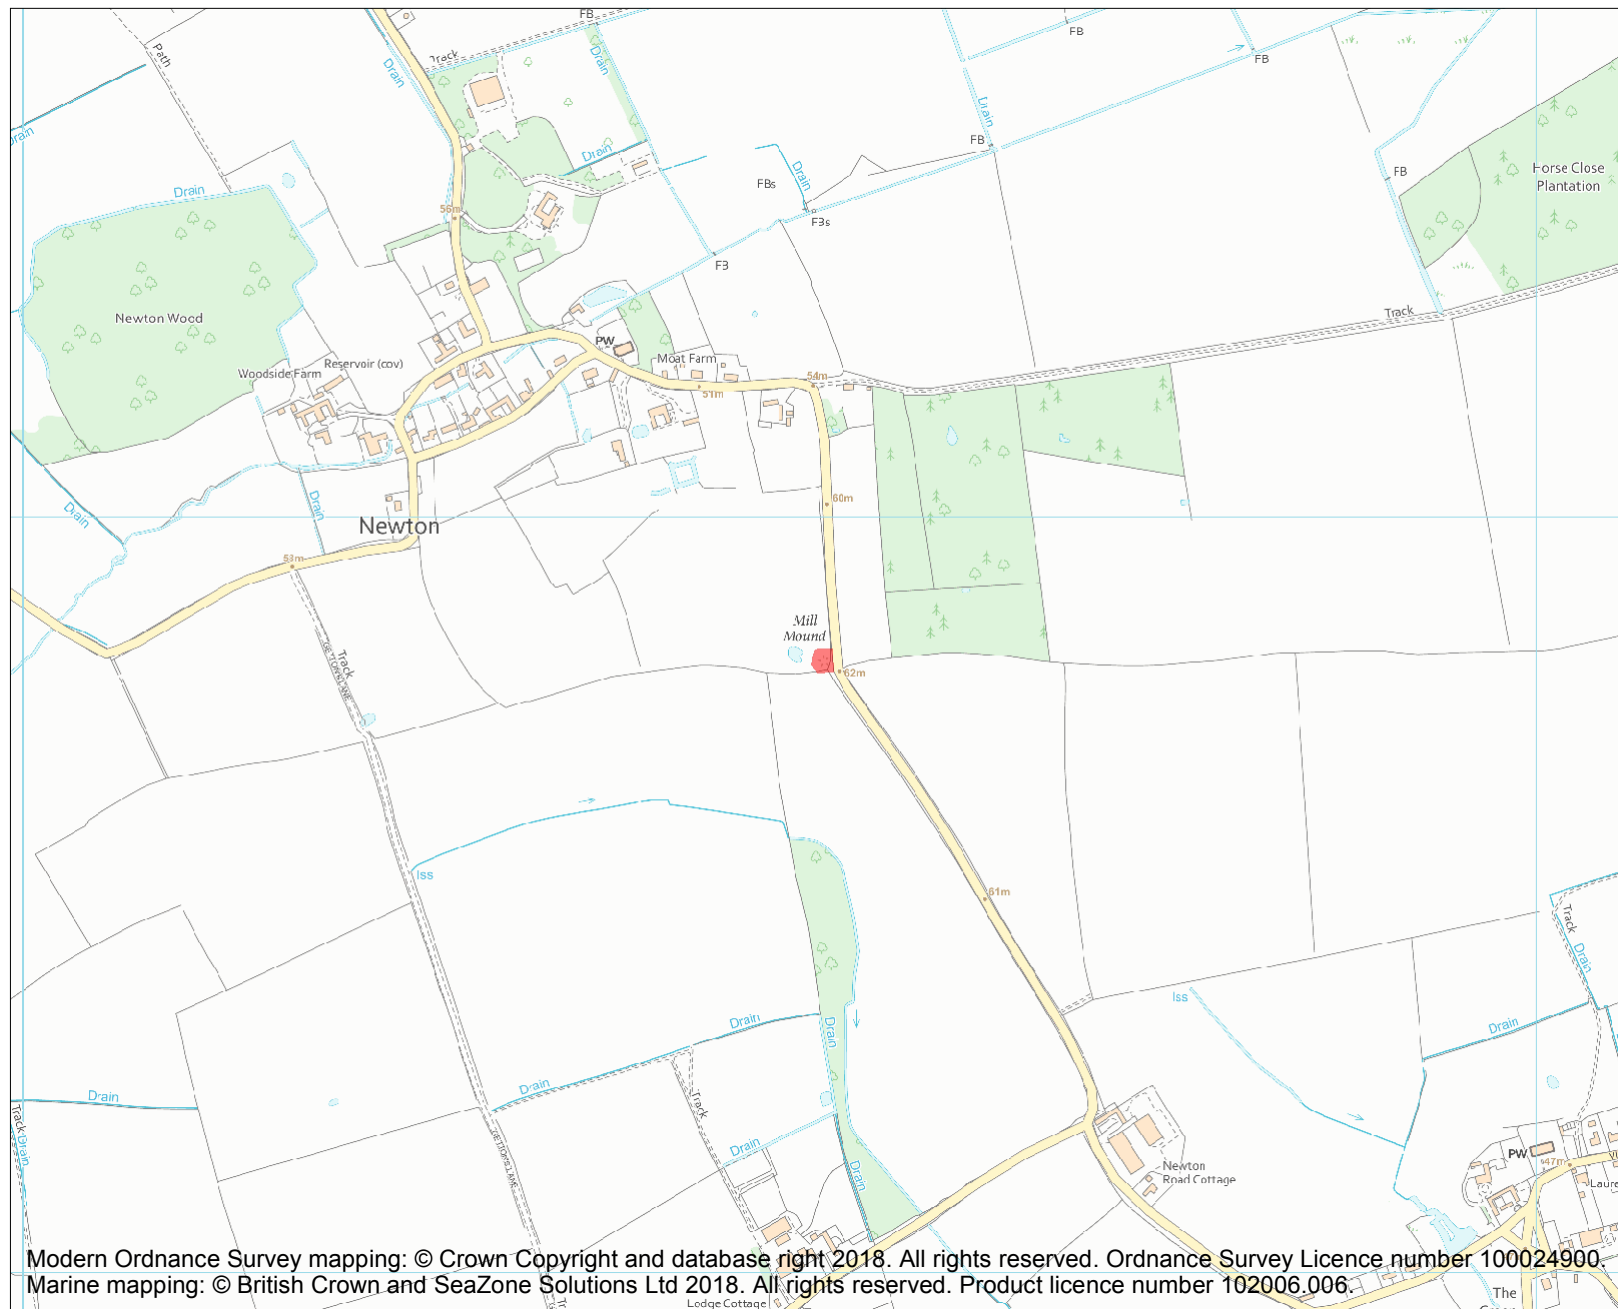 FB
Path
Track
Drain
Drain
FB
FB
Drain
Drain
FB
Drain
Drain
FBs
Drain
FB
Horse Close
Plantation
Drain
56m
FBs
FB
Newton Wood
Reservoir (cov)
Woodside Farm
PW
Moat Farm
54m
51m
Track
Drain
Drain
60m
Newton
53m
Mill
Mound
62m
Track
Iss
61m
Track
Drain
Iss
Drain
Drain
Drain
Drain
Drain
Track
Track
Drain
Drain
Drain
PW
47m
Newton
Road Cottage
Modern Ordnance Survey mapping: © Crown Copyright and database right 2018. All rights reserved. Ordnance Survey Licence number 100024900.
Marine mapping: © British Crown and SeaZone Solutions Ltd 2018. All rights reserved. Product licence number 102006.006.
Lodge Cottage
The